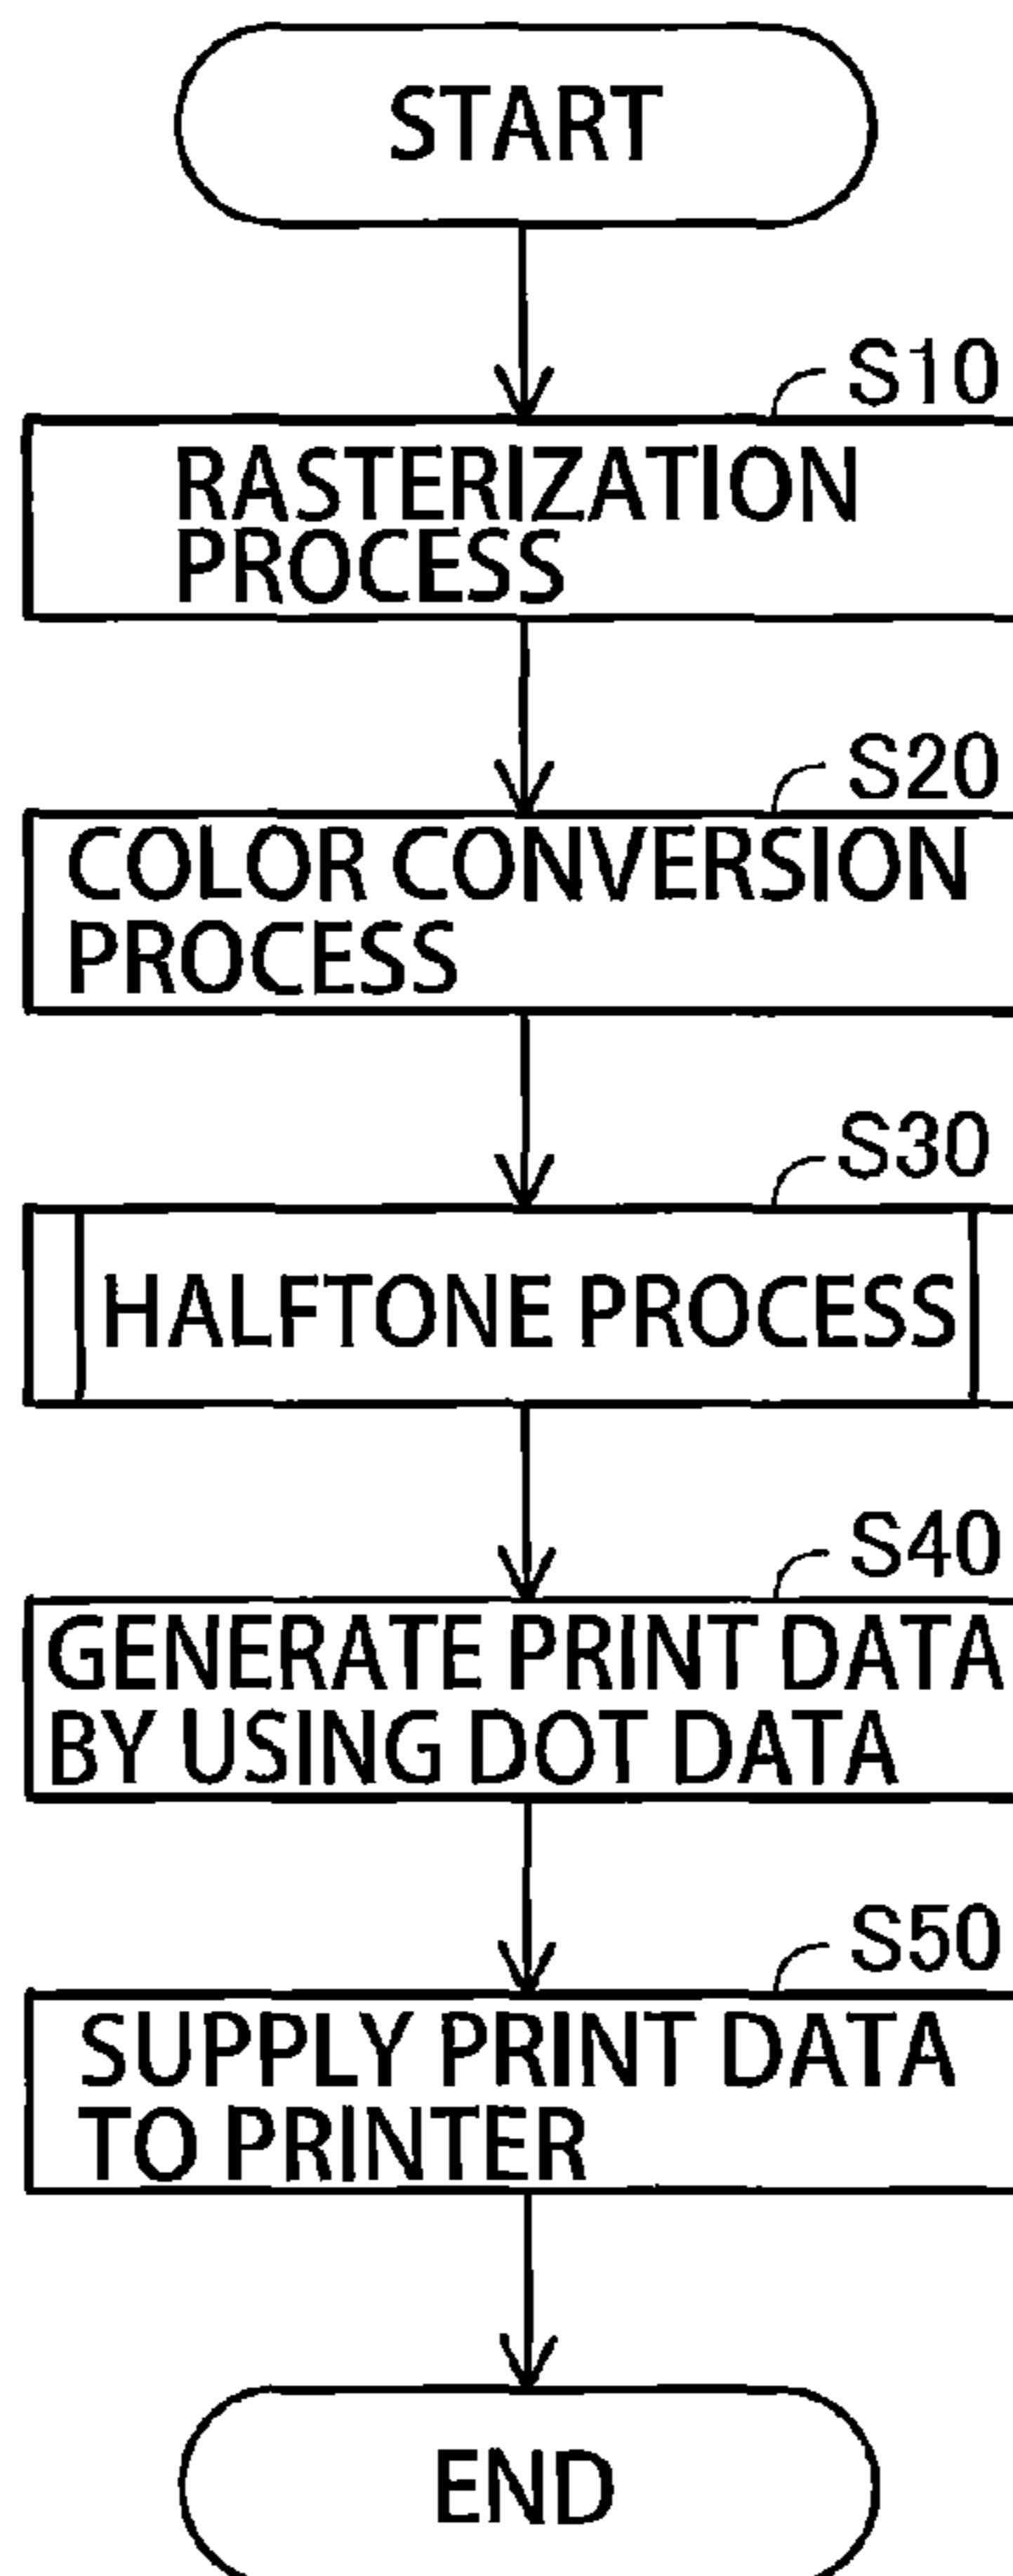 START
S10
RASTERIZATION
PROCESS
S20
COLOR CONVERSION
PROCESS
S30
HALFTONE PROCESS
S40
GENERATE PRINT DATA
BY USING DOT DATA
S50
SUPPLY PRINT DATA
TO PRINTER
END